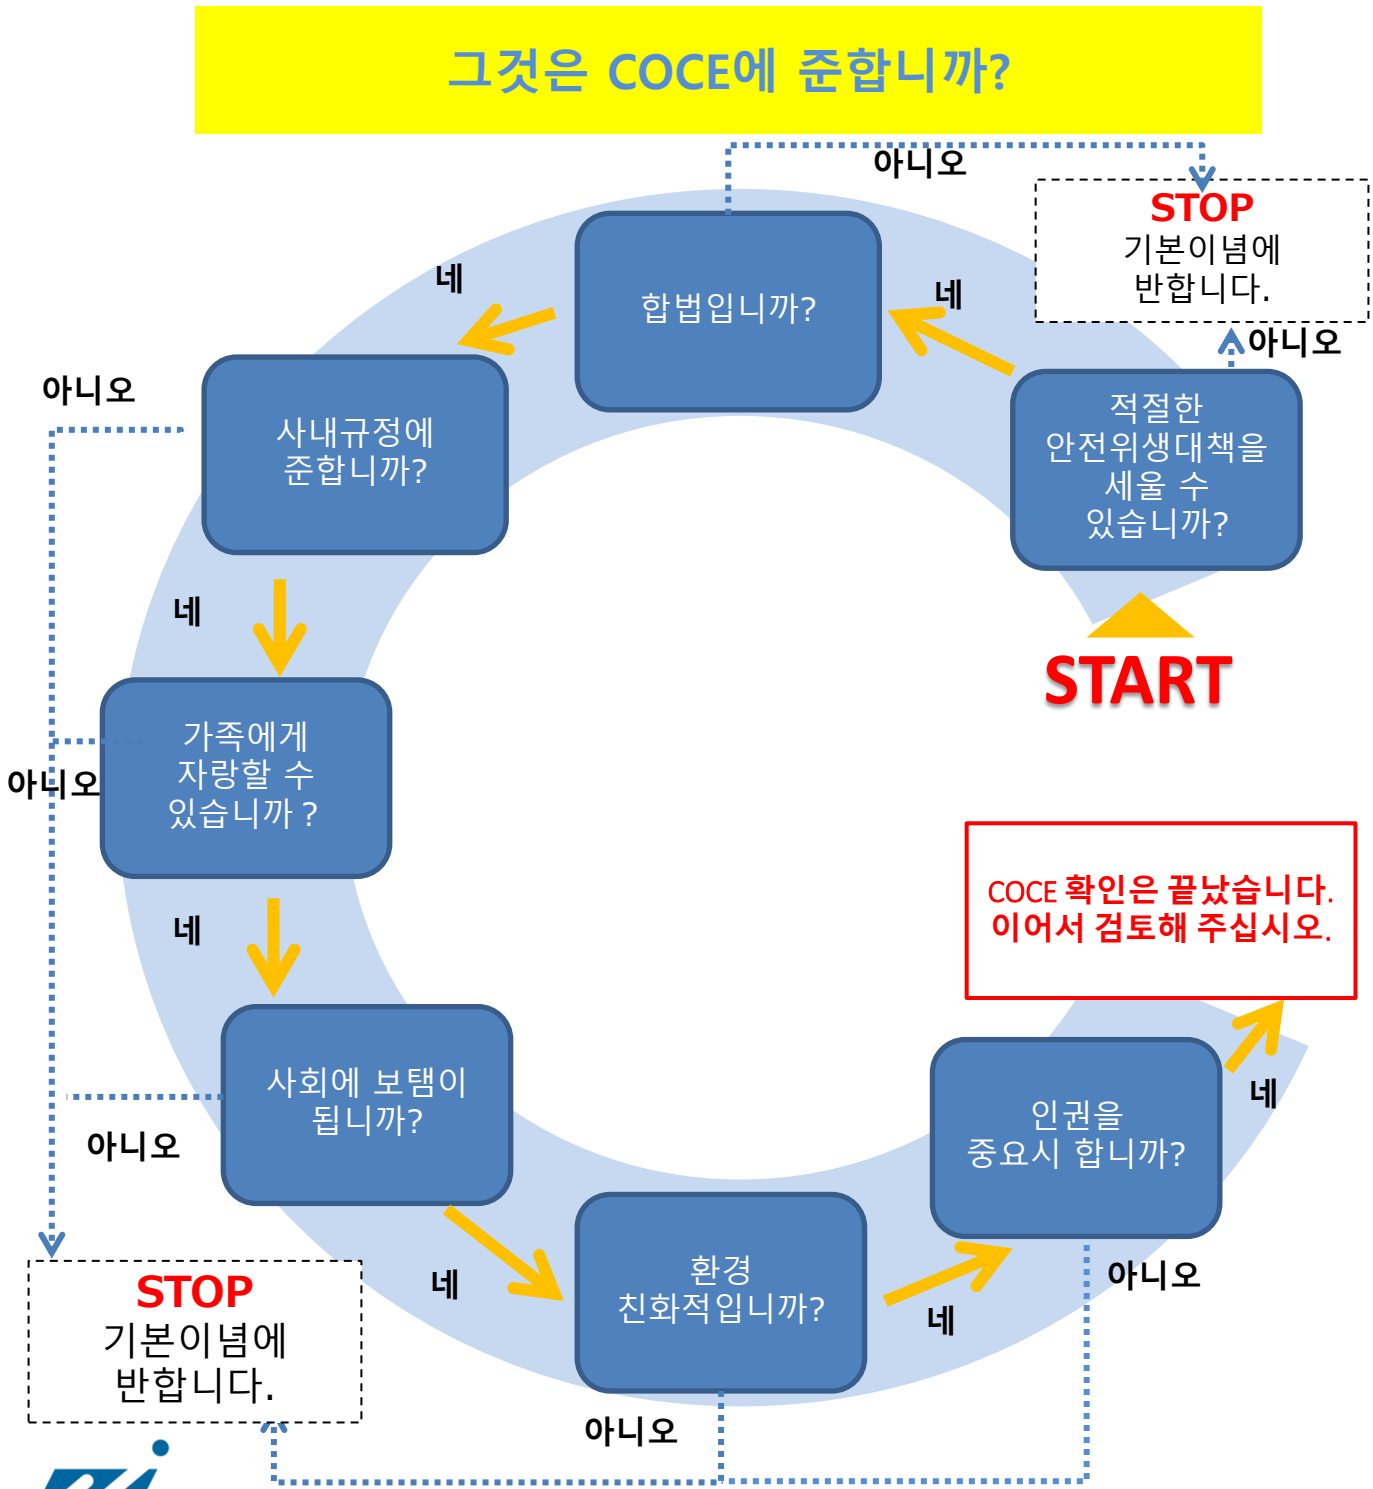 그것은 COCE에 준합니까?
아니오
STOP
기본이념에
반합니다.
네
합법입니까?
네
아니오
아니오
사내규정에
준합니까?
적절한
안전위생대책을
세울 수
있습니까?
네
START
가족에게
자랑할 수
있습니까 ?
아니오
COCE 확인은 끝났습니다.
이어서 검토해 주십시오.
네
사회에 보탬이
됩니까?
아니오
인권을
중요시 합니까?
네
네
환경
친화적입니까?
네
아니오
STOP
기본이념에
반합니다.
아니오